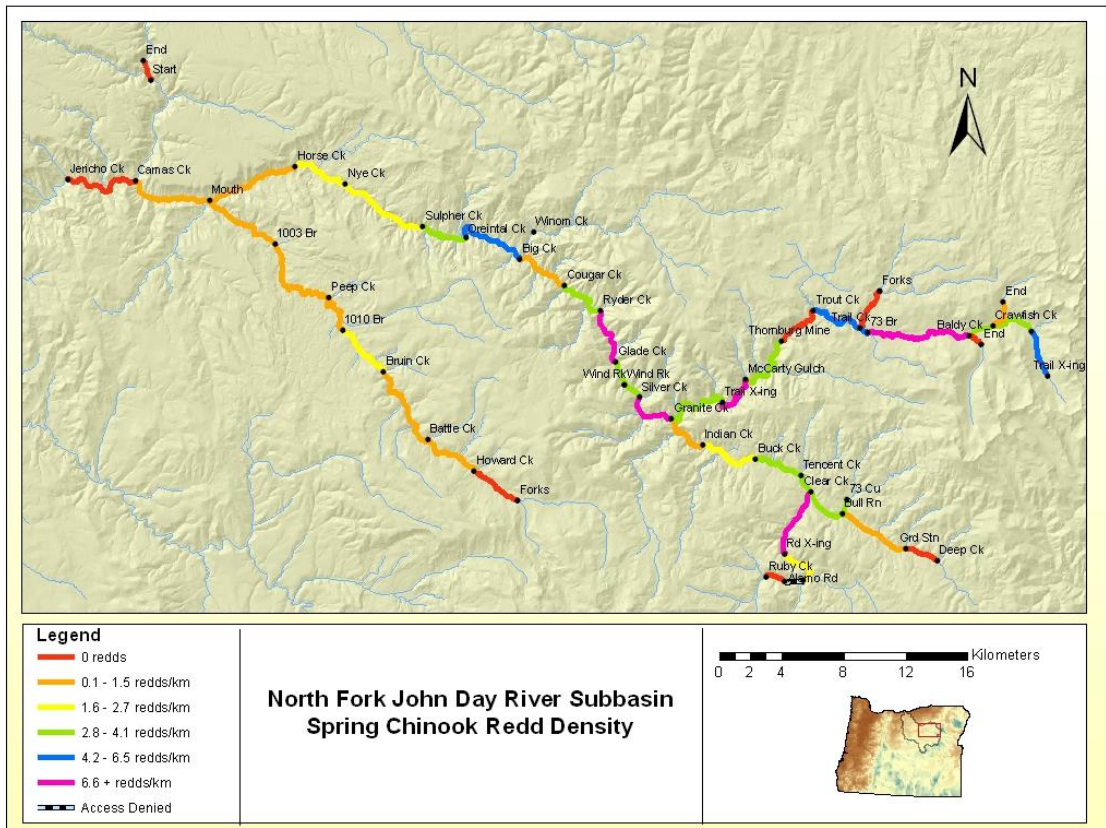 End
Start
N
Horse Ck
Jericho Ck
Camas Ck
Nye Ck
Mouth
Sulpher Ck
Winom Ck
Oreintal Ck
1003 Br
Big Ck
Cougar Ck
Forks
Peep Ck
Ryder Ck
Trout Ck
End
Trail Ck
73 Br
Baldy Ck
Crawfish Ck
1010 Br
Thornburg Mine
End
Glade Ck
Trail X-ing
Bruin Ck
Wind Rk
Wind Rk
McCarty Gulch
Silver Ck
Trail X-ing
Granite Ck
Battle Ck
Indian Ck
Buck Ck
Howard Ck
Tencent Ck
Clear Ck
Forks
73 Cu
Bull Rn
Rd X-ing
Grd Stn
Deep Ck
Ruby Ck
Alamo Rd
Legend
0 redds
0.1 - 1.5 redds/km
1.6 - 2.7 redds/km
2.8 - 4.1 redds/km
4.2 - 6.5 redds/km
6.6 + redds/km
Access Denied
North Fork John Day River Subbasin
Spring Chinook Redd Density
Kilometers
0 2 4 8 12 16